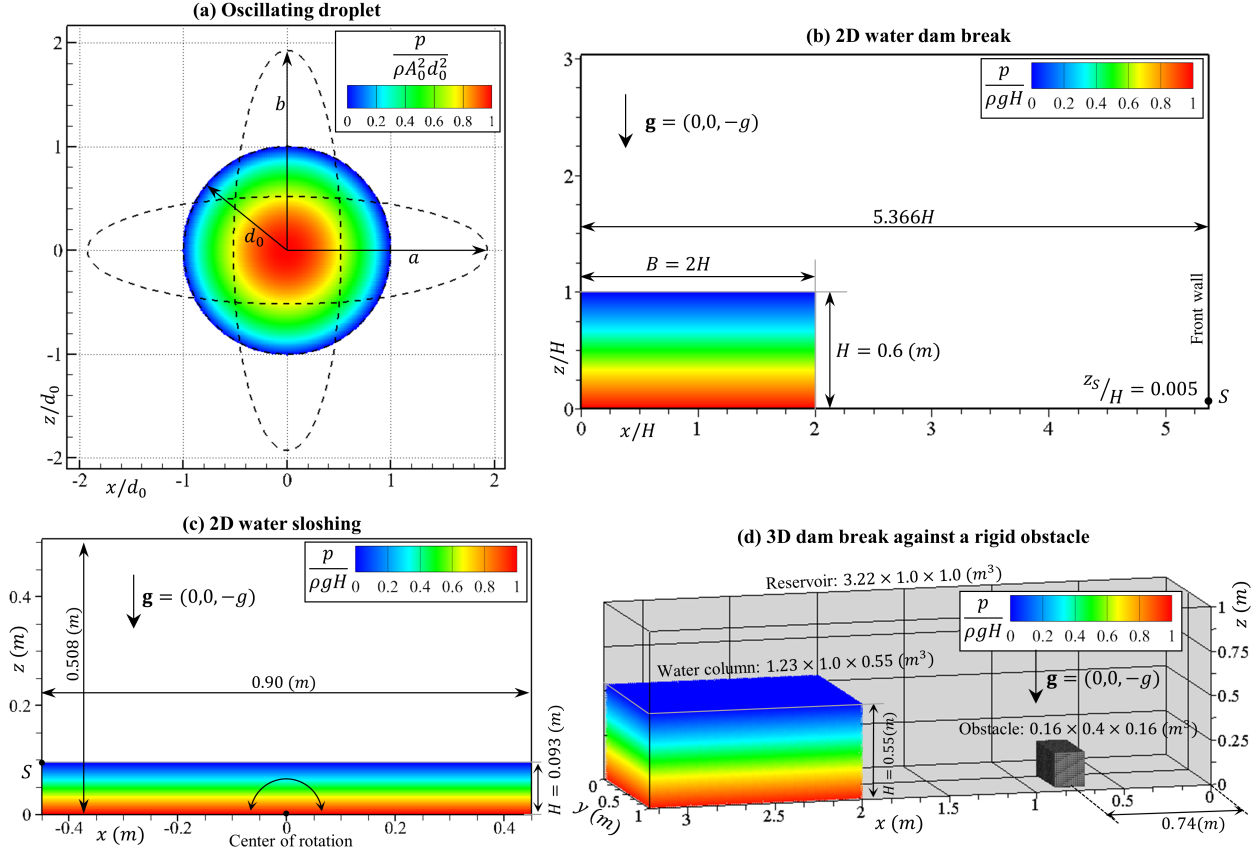 (a) Oscillating droplet
p
ρA₀²d₀²
0 0.2 0.4 0.6 0.8 1
2
1
0
-1
-2
z/d₀
b
d₀
a
-2 -1 0 1 2
x/d₀
(b) 2D water dam break
p
ρgH
0 0.2 0.4 0.6 0.8 1
g = (0,0,−g)
5.366H
B = 2H
H = 0.6 (m)
Front wall
z_S/H = 0.005
S
3
2
1
0
z/H
0 1 2 3 4 5
x/H
(c) 2D water sloshing
p
ρgH
0 0.2 0.4 0.6 0.8 1
g = (0,0,−g)
0.508 (m)
0.90 (m)
H = 0.093 (m)
S
0.4
0.2
0
z (m)
-0.4 -0.2 0 0.2 0.4
x (m)
Center of rotation
(d) 3D dam break against a rigid obstacle
Reservoir: 3.22 × 1.0 × 1.0 (m³)
p
ρgH
0 0.2 0.4 0.6 0.8 1
Water column: 1.23 × 1.0 × 0.55 (m³)
g = (0,0,−g)
Obstacle: 0.16 × 0.4 × 0.16 (m³)
H = 0.55(m)
1
0.75
0.5
0.25
0
z (m)
0
0.5
1
y (m)
3 2.5 2 1.5 1 0.5 0
x (m)
0.74(m)